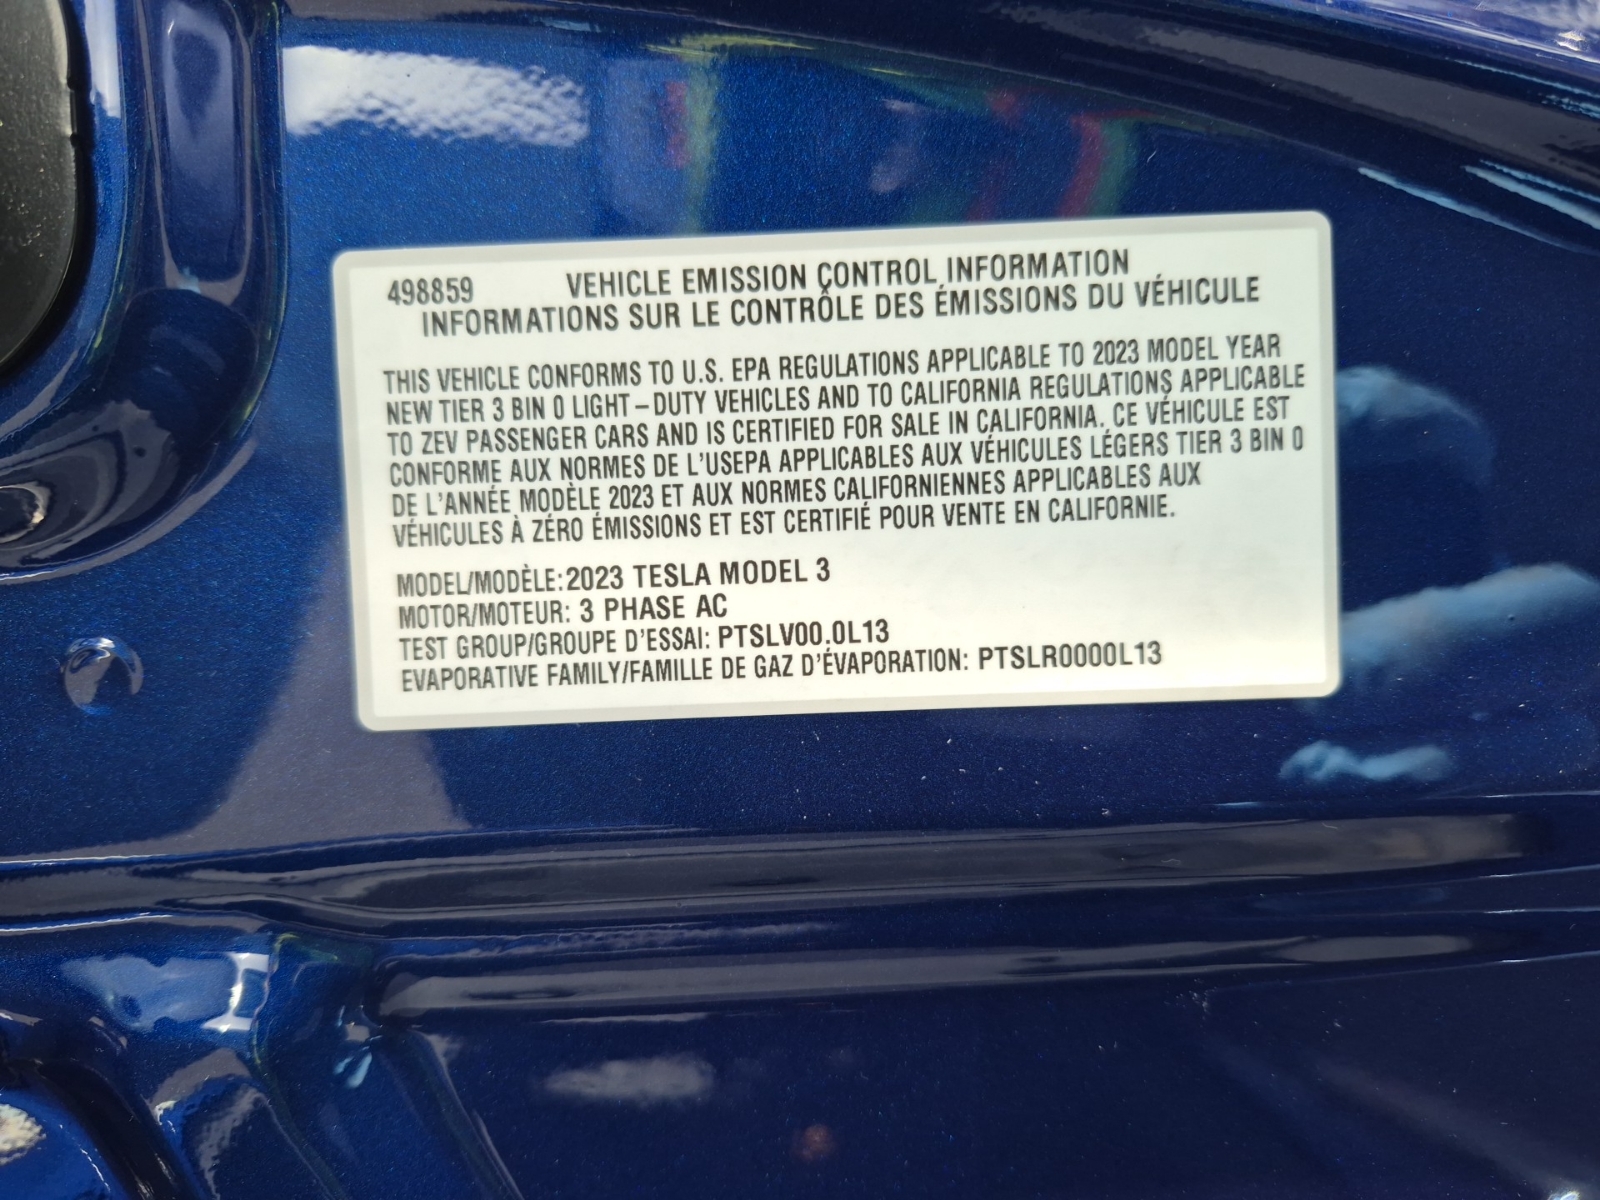 498859 VEHICLE EMISSION CONTROL INFORMATION
INFORMATIONS SUR LE CONTRÔLE DES ÉMISSIONS DU VÉHICULE
THIS VEHICLE CONFORMS TO U.S. EPA REGULATIONS APPLICABLE TO 2023 MODEL YEAR
NEW TIER 3 BIN 0 LIGHT-DUTY VEHICLES AND TO CALIFORNIA REGULATIONS APPLICABLE
TO ZEV PASSENGER CARS AND IS CERTIFIED FOR SALE IN CALIFORNIA. CE VÉHICULE EST
CONFORME AUX NORMES DE L'USEPA APPLICABLES AUX VÉHICULES LÉGERS TIER 3 BIN 0
DE L'ANNÉE MODÈLE 2023 ET AUX NORMES CALIFORNIENNES APPLICABLES AUX
VÉHICULES À ZÉRO ÉMISSIONS ET EST CERTIFIÉ POUR VENTE EN CALIFORNIE.
MODEL/MODÈLE: 2023 TESLA MODEL 3
MOTOR/MOTEUR: 3 PHASE AC
TEST GROUP/GROUPE D'ESSAI: PTSLV00.0L13
EVAPORATIVE FAMILY/FAMILLE DE GAZ D'ÉVAPORATION: PTSLR0000L13